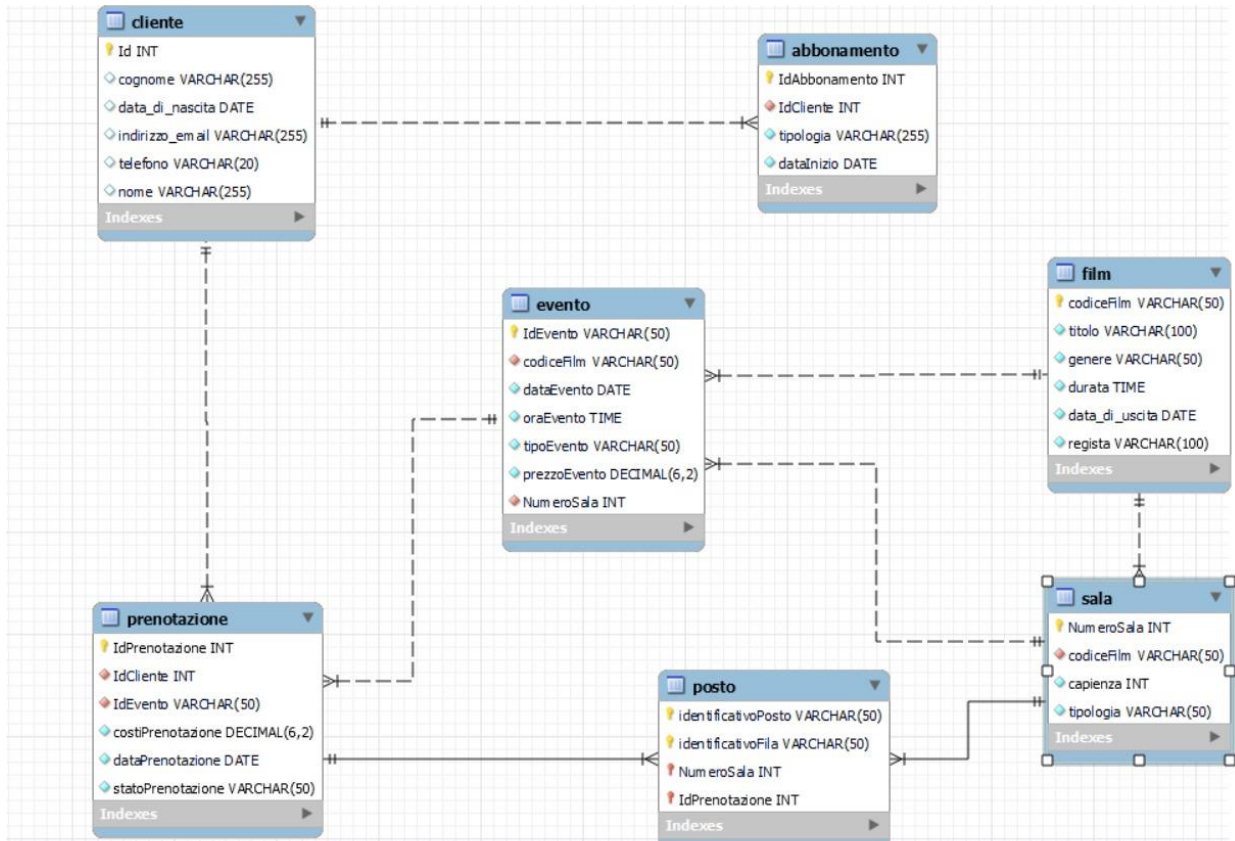 cliente
Id INT
cognome VARCHAR(255)
data_di_nascita DATE
indirizzo_email VARCHAR(255)
telefono VARCHAR(20)
nome VARCHAR(255)
Indexes
abbonamento
IdAbbonamento INT
IdCliente INT
tipologia VARCHAR(255)
dataInizio DATE
Indexes
evento
IdEvento VARCHAR(50)
codiceFilm VARCHAR(50)
dataEvento DATE
oraEvento TIME
tipoEvento VARCHAR(50)
prezzoEvento DECIMAL(6,2)
NumeroSala INT
Indexes
film
codiceFilm VARCHAR(50)
titolo VARCHAR(100)
genere VARCHAR(50)
durata TIME
data_di_uscita DATE
regista VARCHAR(100)
Indexes
prenotazione
IdPrenotazione INT
IdCliente INT
IdEvento VARCHAR(50)
costiPrenotazione DECIMAL(6,2)
dataPrenotazione DATE
statoPrenotazione VARCHAR(50)
Indexes
posto
identificativoPosto VARCHAR(50)
identificativoFila VARCHAR(50)
NumeroSala INT
IdPrenotazione INT
Indexes
sala
NumeroSala INT
codiceFilm VARCHAR(50)
capienza INT
tipologia VARCHAR(50)
Indexes